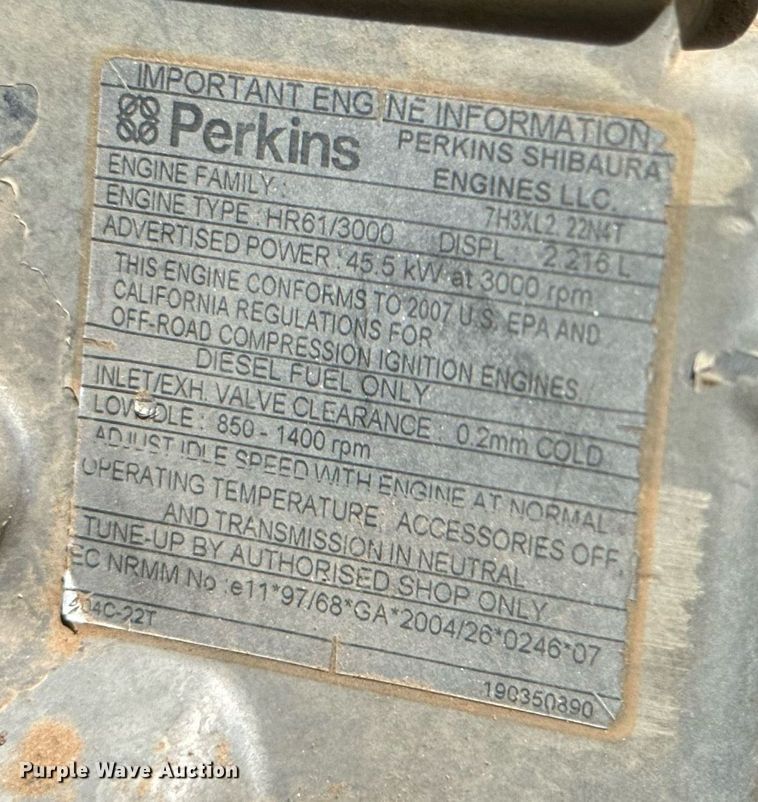 IMPORTANT ENGINE INFORMATION
Perkins PERKINS SHIBAURA
ENGINES LLC.
ENGINE FAMILY : 7H3XL2.22N4T
ENGINE TYPE : HR61/3000 DISPL : 2.216 L
ADVERTISED POWER : 45.5 kW at 3000 rpm
THIS ENGINE CONFORMS TO 2007 U.S. EPA AND
CALIFORNIA REGULATIONS FOR
OFF-ROAD COMPRESSION IGNITION ENGINES.
DIESEL FUEL ONLY
INLET/EXH. VALVE CLEARANCE : 0.2mm COLD
LOW IDLE : 850 - 1400 rpm
ADJUST IDLE SPEED WITH ENGINE AT NORMAL
OPERATING TEMPERATURE, ACCESSORIES OFF,
AND TRANSMISSION IN NEUTRAL
TUNE-UP BY AUTHORISED SHOP ONLY
EC NRMM No :e11*97/68*GA*2004/26*0246*07
404C-22T
198350890
Purple Wave Auction